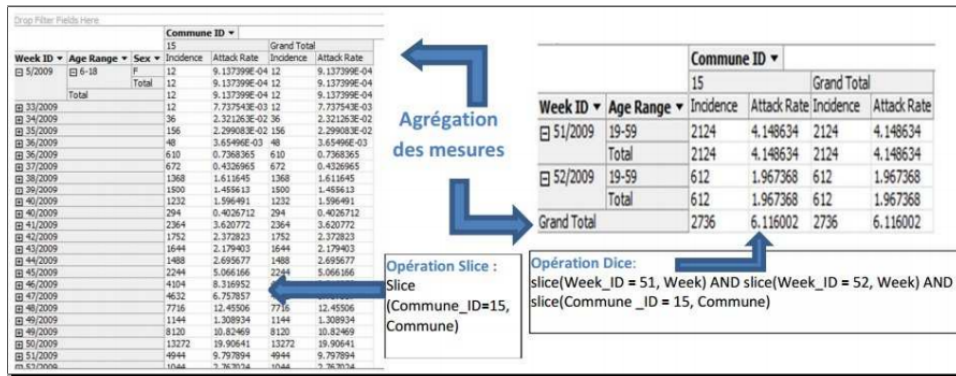 Drop Filter Fields Here
Commune ID
15 Grand Total
Week ID Age Range Sex Incidence Attack Rate Incidence Attack Rate
5/2009 6-18 F 12 9.137399E-04 12 9.137399E-04
Total 12 9.137399E-04 12 9.137399E-04
Total 12 9.137399E-04 12 9.137399E-04
33/2009 12 7.737543E-03 12 7.737543E-03
34/2009 36 2.321263E-02 36 2.321263E-02
35/2009 156 2.299083E-02 156 2.299083E-02
36/2009 48 3.65496E-03 48 3.65496E-03
36/2009 610 0.7368365 610 0.7368365
37/2009 672 0.4326965 672 0.4326965
38/2009 1368 1.611645 1368 1.611645
39/2009 1500 1.455613 1500 1.455613
40/2009 1232 1.596491 1232 1.596491
40/2009 294 0.4026712 294 0.4026712
41/2009 2364 3.620772 2364 3.620772
42/2009 1752 2.372823 1752 2.372823
43/2009 1644 2.179403 1644 2.179403
44/2009 1488 2.695677 1488 2.695677
45/2009 2244 5.066166 2244 5.066166
46/2009 4104 8.316952
47/2009 4632 6.757857
48/2009 7716 12.45506 7716 12.45506
49/2009 1144 1.308934 1144 1.308934
49/2009 8120 10.82469 8120 10.82469
50/2009 13272 19.90641 13272 19.90641
51/2009 4944 9.797894 4944 9.797894
52/2009 1044 2.767024 1044 2.767024
Agrégation
des mesures
Commune ID
15 Grand Total
Week ID Age Range Incidence Attack Rate Incidence Attack Rate
51/2009 19-59 2124 4.148634 2124 4.148634
Total 2124 4.148634 2124 4.148634
52/2009 19-59 612 1.967368 612 1.967368
Total 612 1.967368 612 1.967368
Grand Total 2736 6.116002 2736 6.116002
Opération Slice :
Slice
(Commune_ID=15,
Commune)
Opération Dice:
slice(Week_ID = 51, Week) AND slice(Week_ID = 52, Week) AND
slice(Commune _ID = 15, Commune)